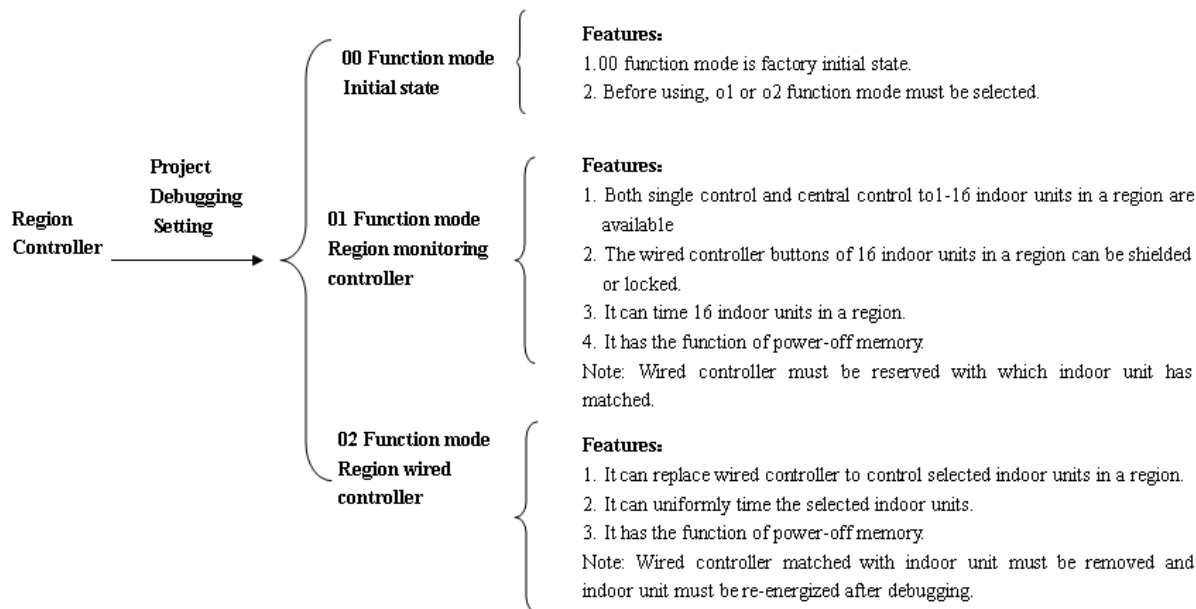 Region
Controller
Project
Debugging
Setting
00 Function mode
Initial state
Features:
1.00 function mode is factory initial state.
2. Before using, o1 or o2 function mode must be selected.
01 Function mode
Region monitoring
controller
Features:
1. Both single control and central control to1-16 indoor units in a region are
available
2. The wired controller buttons of 16 indoor units in a region can be shielded
or locked.
3. It can time 16 indoor units in a region.
4. It has the function of power-off memory.
Note: Wired controller must be reserved with which indoor unit has
matched.
02 Function mode
Region wired
controller
Features:
1. It can replace wired controller to control selected indoor units in a region.
2. It can uniformly time the selected indoor units.
3. It has the function of power-off memory.
Note: Wired controller matched with indoor unit must be removed and
indoor unit must be re-energized after debugging.